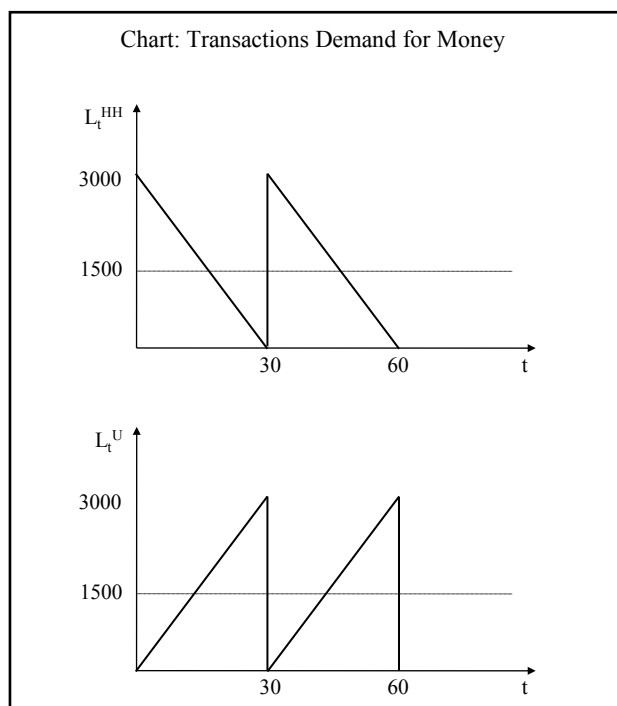 Chart: Transactions Demand for Money
L_t^HH
3000
1500
30 60 t
L_t^U
3000
1500
30 60 t